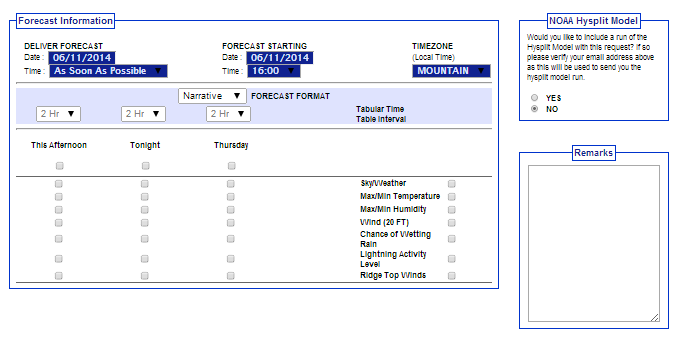 Forecast Information
DELIVER FORECAST
Date : 06/11/2014
Time : As Soon As Possible ▼
FORECAST STARTING
Date : 06/11/2014
Time : 16:00 ▼
TIMEZONE
(Local Time)
MOUNTAIN ▼
Narrative ▼ FORECAST FORMAT
2 Hr ▼ 2 Hr ▼ 2 Hr ▼ Tabular Time
Table Interval
This Afternoon Tonight Thursday
Sky/Weather
Max/Min Temperature
Max/Min Humidity
Wind (20 FT)
Chance of Wetting
Rain
Lightning Activity
Level
Ridge Top Winds
NOAA Hysplit Model
Would you like to include a run of the
Hysplit Model with this request? If so
please verify your email address above
as this will be used to send you the
hysplit model run.
YES
NO
Remarks